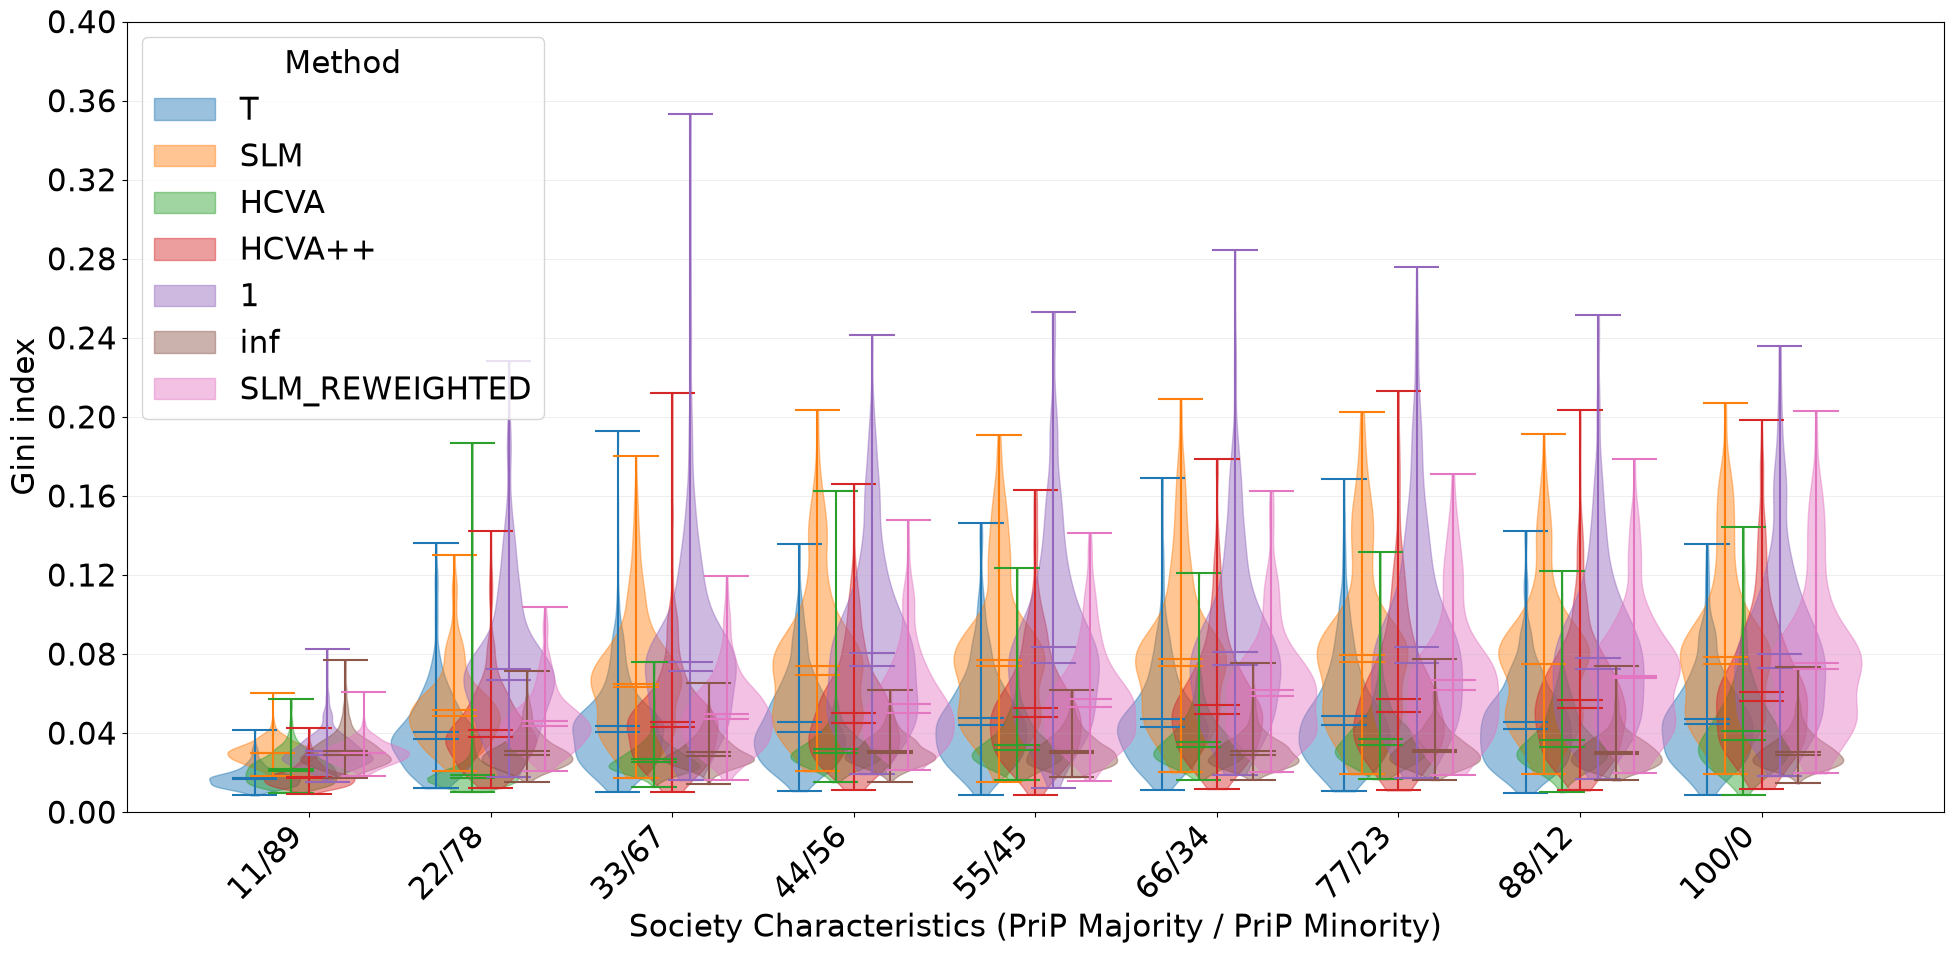 0.40
0.36
0.32
0.28
0.24
0.20
0.16
0.12
0.08
0.04
0.00
Gini index
Method
T
SLM
HCVA
HCVA++
1
inf
SLM_REWEIGHTED
11/89
22/78
33/67
44/56
55/45
66/34
77/23
88/12
100/0
Society Characteristics (PriP Majority / PriP Minority)